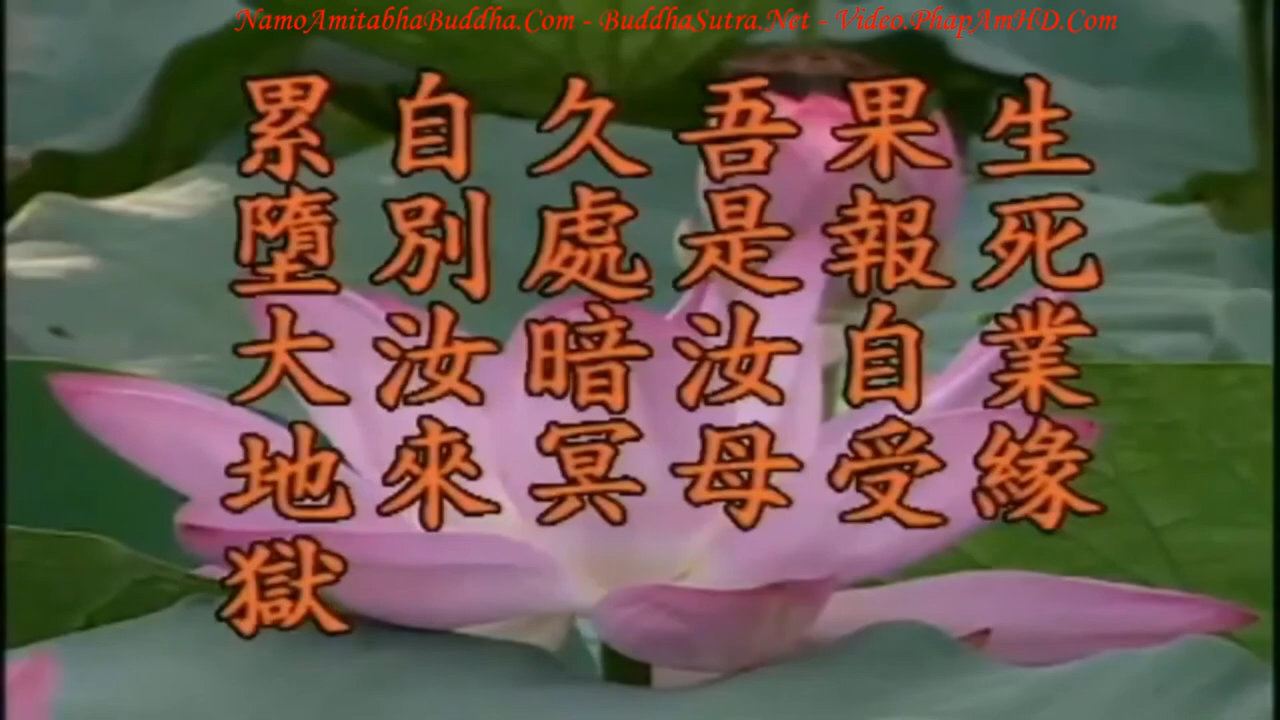 NamoAmitabhaBuddha.Com - BuddhaSutra.Net - Video.PhapAmHD.Com
生死業緣
果報自受
吾是汝母
久處暗冥
自別汝來
累墮大地獄